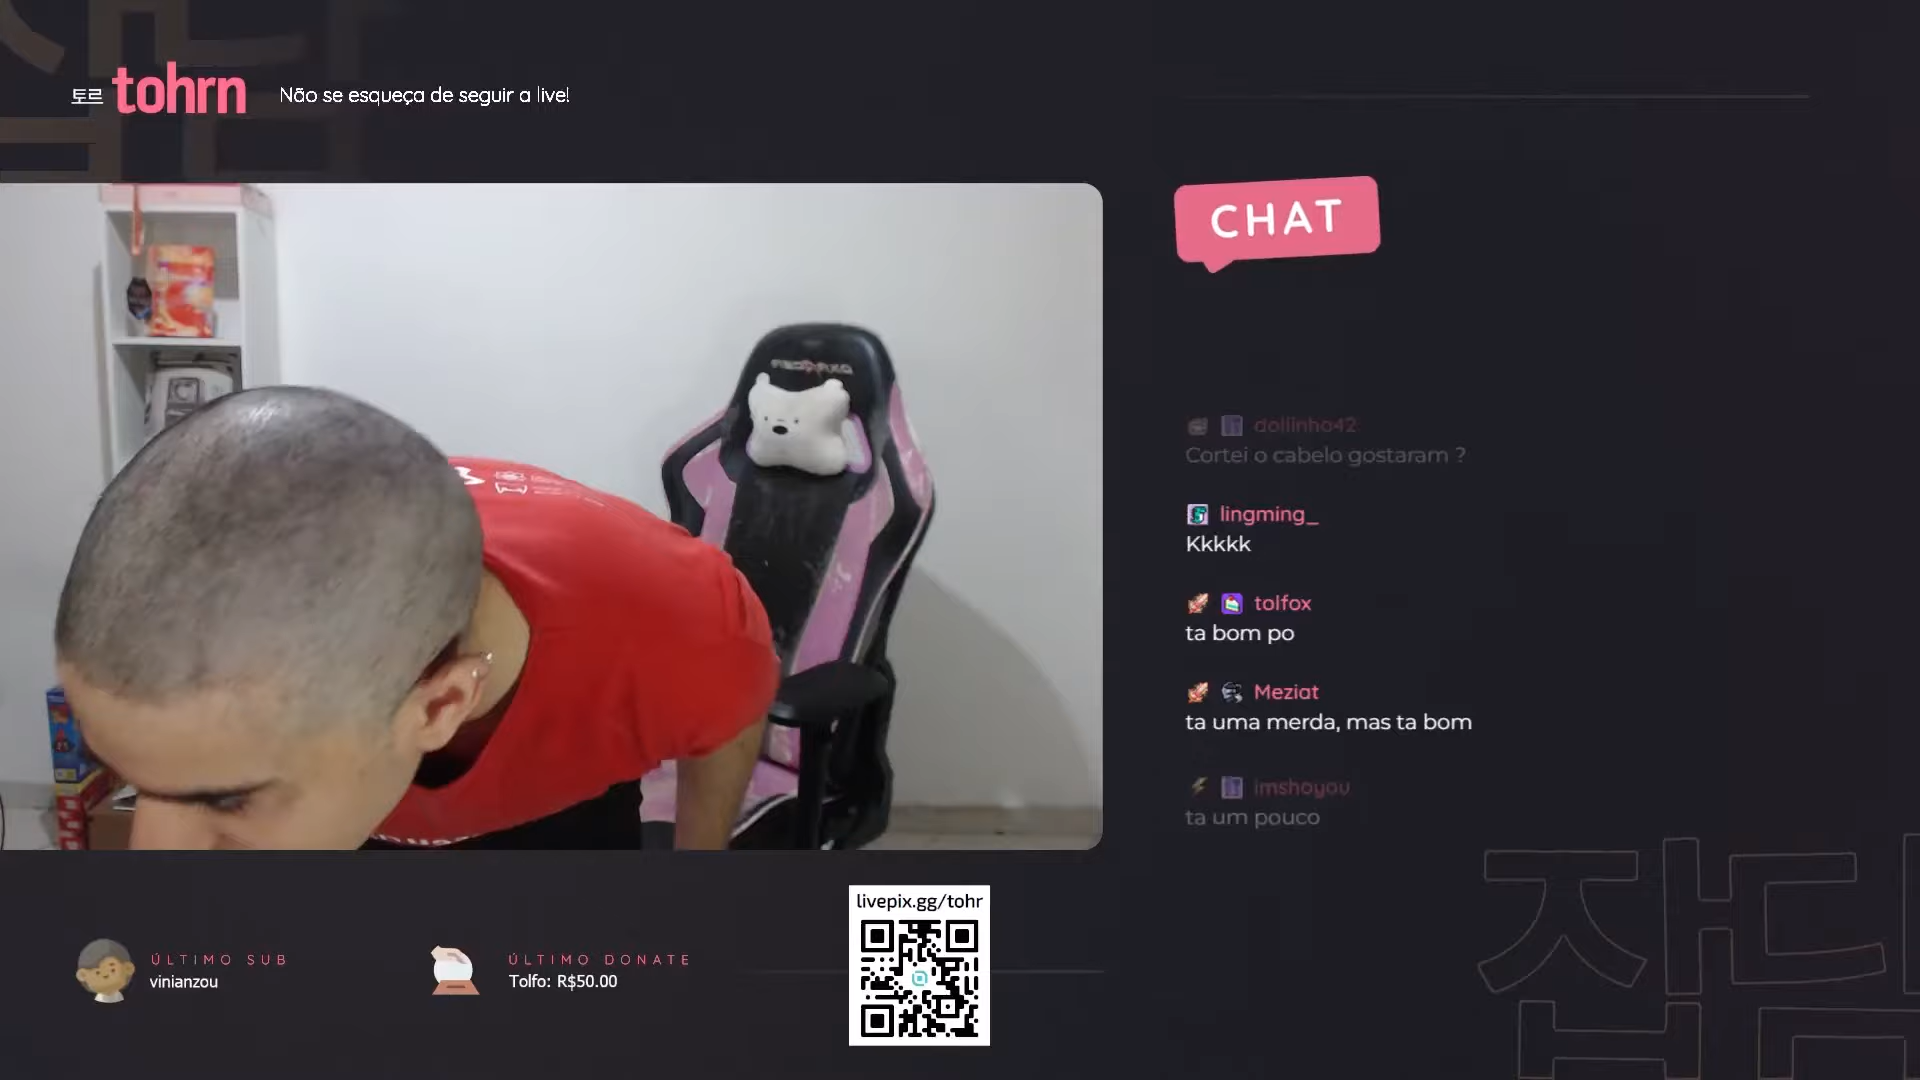 토르 tohrn Não se esqueça de seguir a live!
CHAT
dollinho42
Cortei o cabelo gostaram ?
lingming_
Kkkkk
tolfox
ta bom po
Meziat
ta uma merda, mas ta bom
imshoyou
ta um pouco
livepix.gg/tohr
ÚLTIMO SUB
vinianzou
ÚLTIMO DONATE
Tolfo: R$50.00
잡담